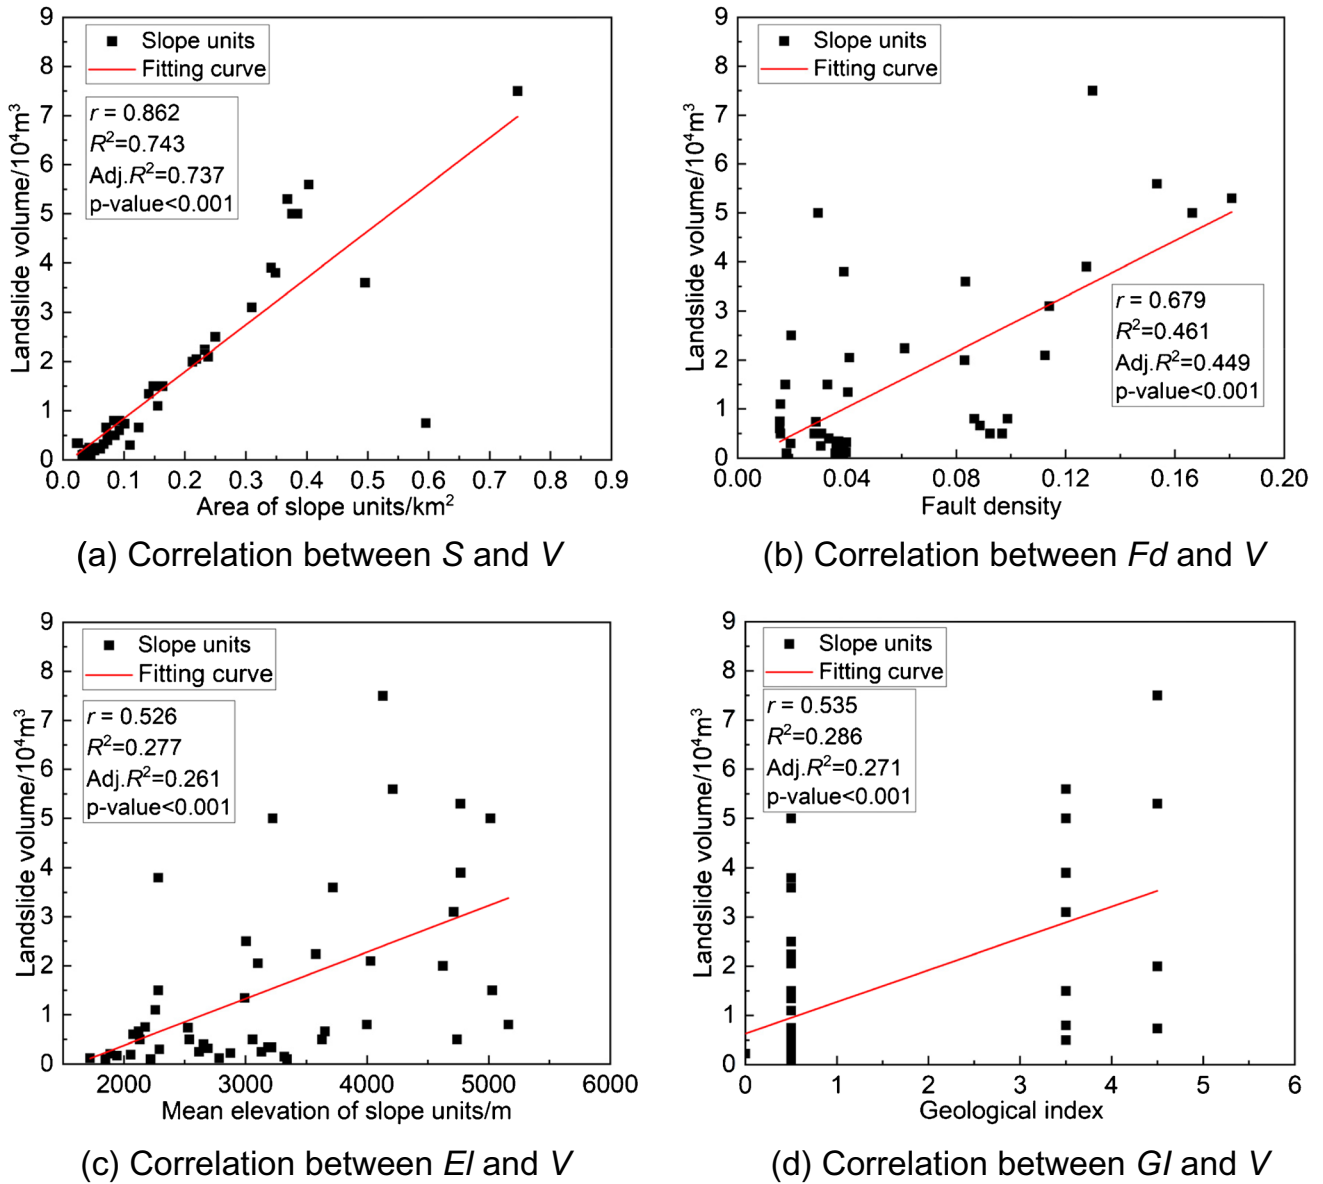 9
8
7
6
5
4
3
2
1
0
Landslide volume/10⁴m³
Slope units
Fitting curve
r = 0.862
R²=0.743
Adj.R²=0.737
p-value<0.001
0.0 0.1 0.2 0.3 0.4 0.5 0.6 0.7 0.8 0.9
Area of slope units/km²
(a) Correlation between S and V
9
8
7
6
5
4
3
2
1
0
Landslide volume/10⁴m³
Slope units
Fitting curve
r = 0.679
R²=0.461
Adj.R²=0.449
p-value<0.001
0.00 0.04 0.08 0.12 0.16 0.20
Fault density
(b) Correlation between Fd and V
9
8
7
6
5
4
3
2
1
0
Landslide volume/10⁴m³
Slope units
Fitting curve
r = 0.526
R²=0.277
Adj.R²=0.261
p-value<0.001
2000 3000 4000 5000 6000
Mean elevation of slope units/m
(c) Correlation between El and V
9
8
7
6
5
4
3
2
1
0
Landslide volume/10⁴m³
Slope units
Fitting curve
r = 0.535
R²=0.286
Adj.R²=0.271
p-value<0.001
0 1 2 3 4 5 6
Geological index
(d) Correlation between GI and V